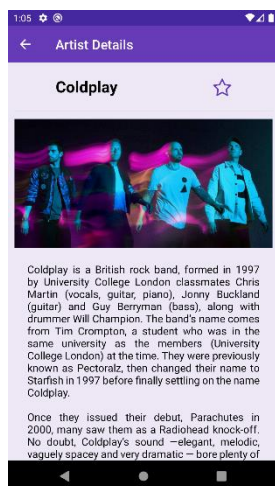 1:05
Artist Details
Coldplay
Coldplay is a British rock band, formed in 1997
by University College London classmates Chris
Martin (vocals, guitar, piano), Jonny Buckland
(guitar) and Guy Berryman (bass), along with
drummer Will Champion. The band's name comes
from Tim Crompton, a student who was in the
same university as the members (University
College London) at the time. They were previously
known as Pectoralz, then changed their name to
Starfish in 1997 before finally settling on the name
Coldplay.
Once they issued their debut, Parachutes in
2000, many saw them as a Radiohead knock-off.
No doubt, Coldplay's sound —elegant, melodic,
vaguely spacey and very dramatic — bore plenty of